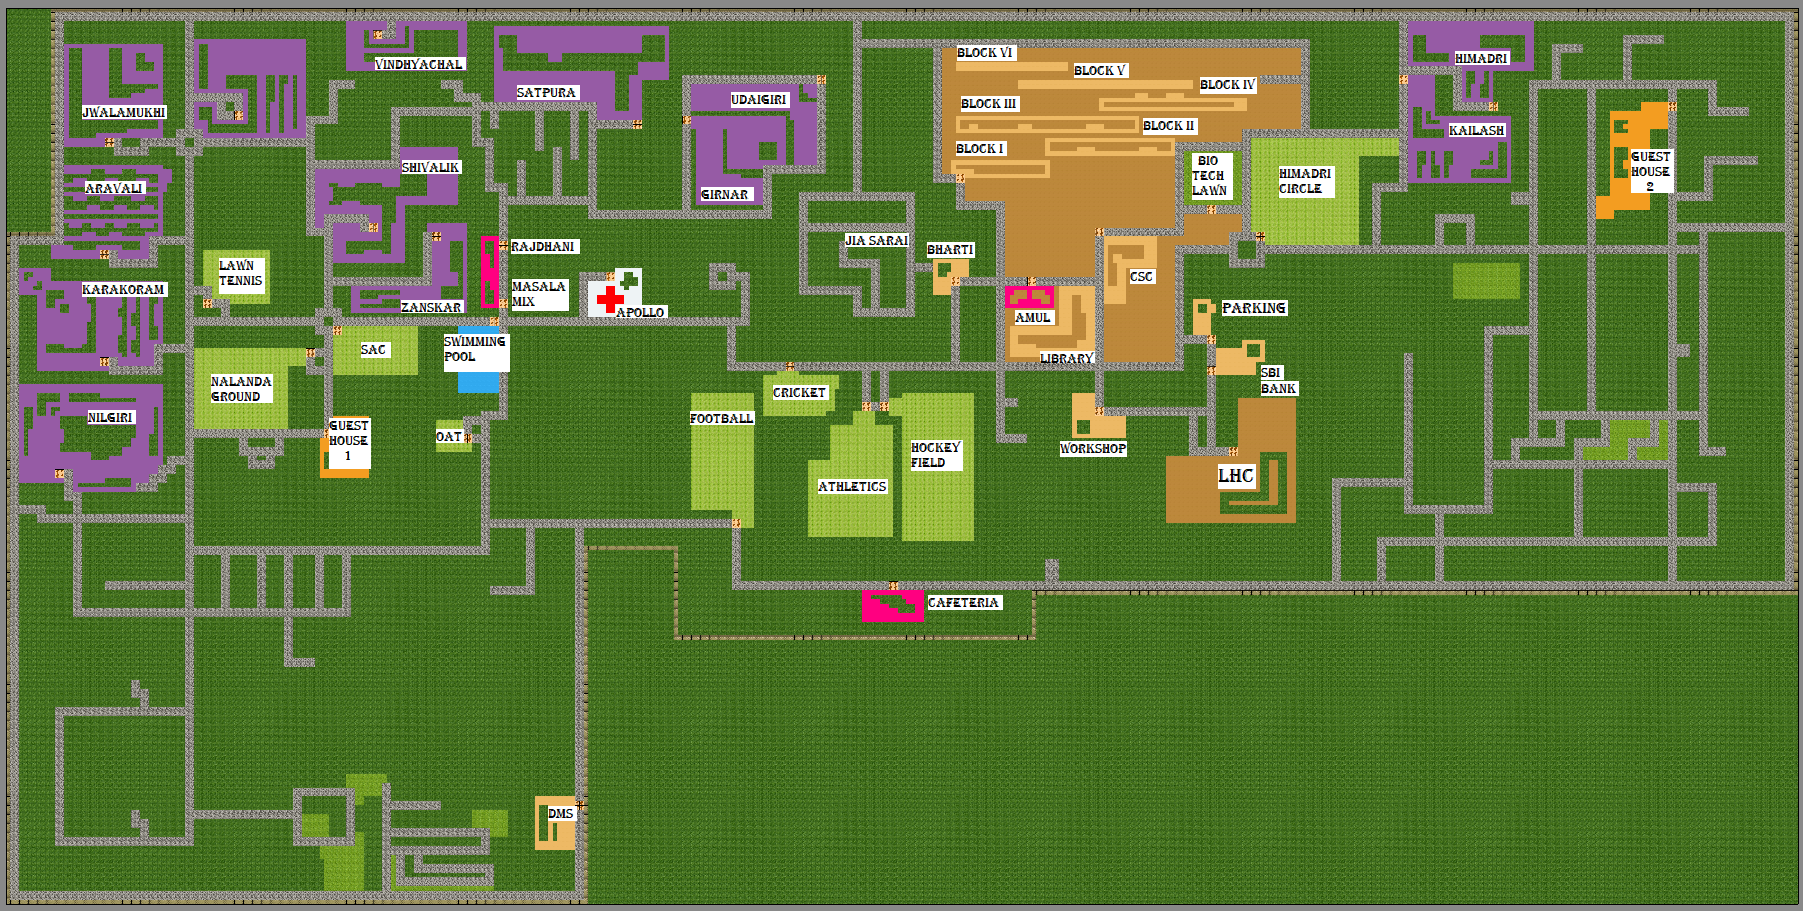 VINDHYACHAL
JWALAMUKHI
SATPURA
UDAIGIRI
BLOCK VI
BLOCK V
BLOCK IV
BLOCK III
BLOCK II
BLOCK I
HIMADRI
KAILASH
GUEST
HOUSE
2
ARAVALI
SHIVALIK
GIRNAR
BIO
TECH
LAWN
HIMADRI
CIRCLE
RAJDHANI
JIA SARAI
BHARTI
LAWN
TENNIS
KARAKORAM
ZANSKAR
MASALA
MIX
APOLLO
CSC
AMUL
PARKING
LIBRARY
SAC
SWIMMING
POOL
SBI
BANK
NALANDA
GROUND
CRICKET
NILGIRI
GUEST
HOUSE
1
OAT
FOOTBALL
HOCKEY
FIELD
WORKSHOP
ATHLETICS
LHC
CAFETERIA
DMS